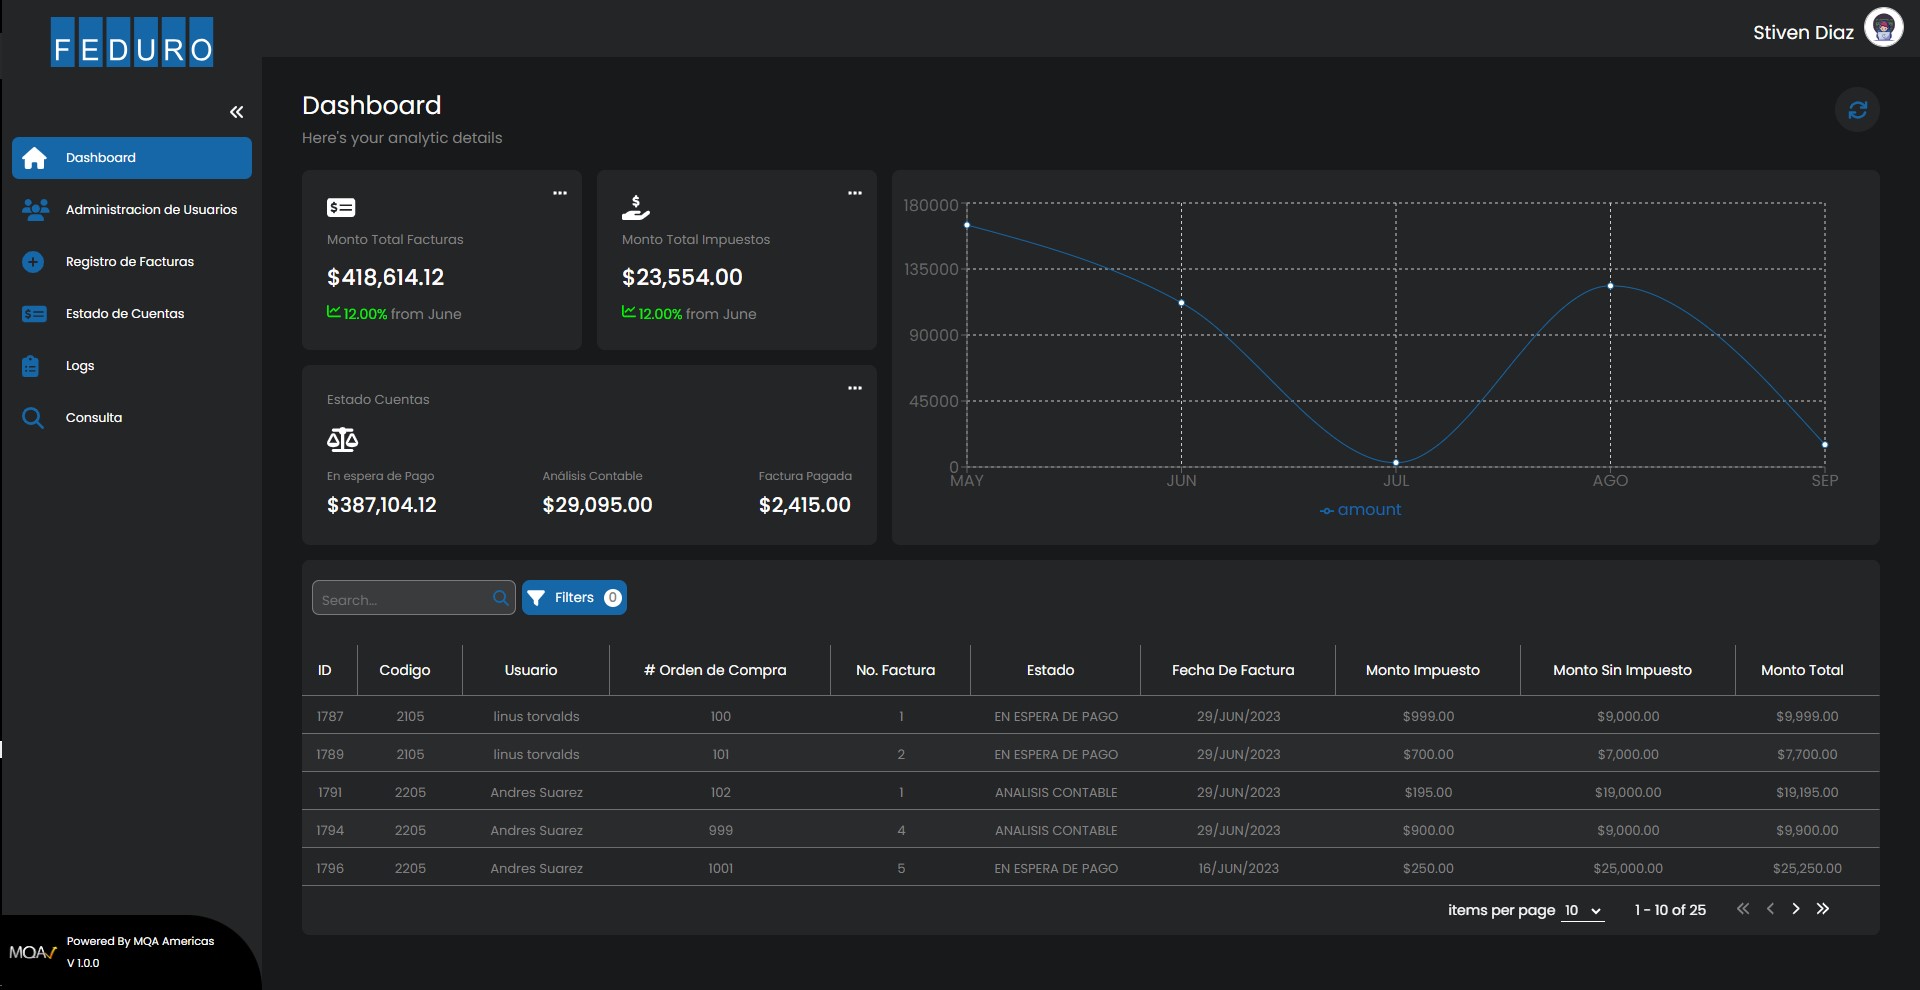 FEDURO
Stiven Diaz
Dashboard
Administracion de Usuarios
Registro de Facturas
Estado de Cuentas
Logs
Consulta
MQA
Powered By MQA Americas
V 1.0.0
Dashboard
Here's your analytic details
Monto Total Facturas
$418,614.12
12.00% from June
Monto Total Impuestos
$23,554.00
12.00% from June
Estado Cuentas
En espera de Pago
$387,104.12
Análisis Contable
$29,095.00
Factura Pagada
$2,415.00
180000
135000
90000
45000
0
MAY JUN JUL AGO SEP
amount
Search...
Filters 0
ID Codigo Usuario # Orden de Compra No. Factura Estado Fecha De Factura Monto Impuesto Monto Sin Impuesto Monto Total
1787 2105 linus torvalds 100 1 EN ESPERA DE PAGO 29/JUN/2023 $999.00 $9,000.00 $9,999.00
1789 2105 linus torvalds 101 2 EN ESPERA DE PAGO 29/JUN/2023 $700.00 $7,000.00 $7,700.00
1791 2205 Andres Suarez 102 1 ANALISIS CONTABLE 29/JUN/2023 $195.00 $19,000.00 $19,195.00
1794 2205 Andres Suarez 999 4 ANALISIS CONTABLE 29/JUN/2023 $900.00 $9,000.00 $9,900.00
1796 2205 Andres Suarez 1001 5 EN ESPERA DE PAGO 16/JUN/2023 $250.00 $25,000.00 $25,250.00
items per page 10 1 - 10 of 25